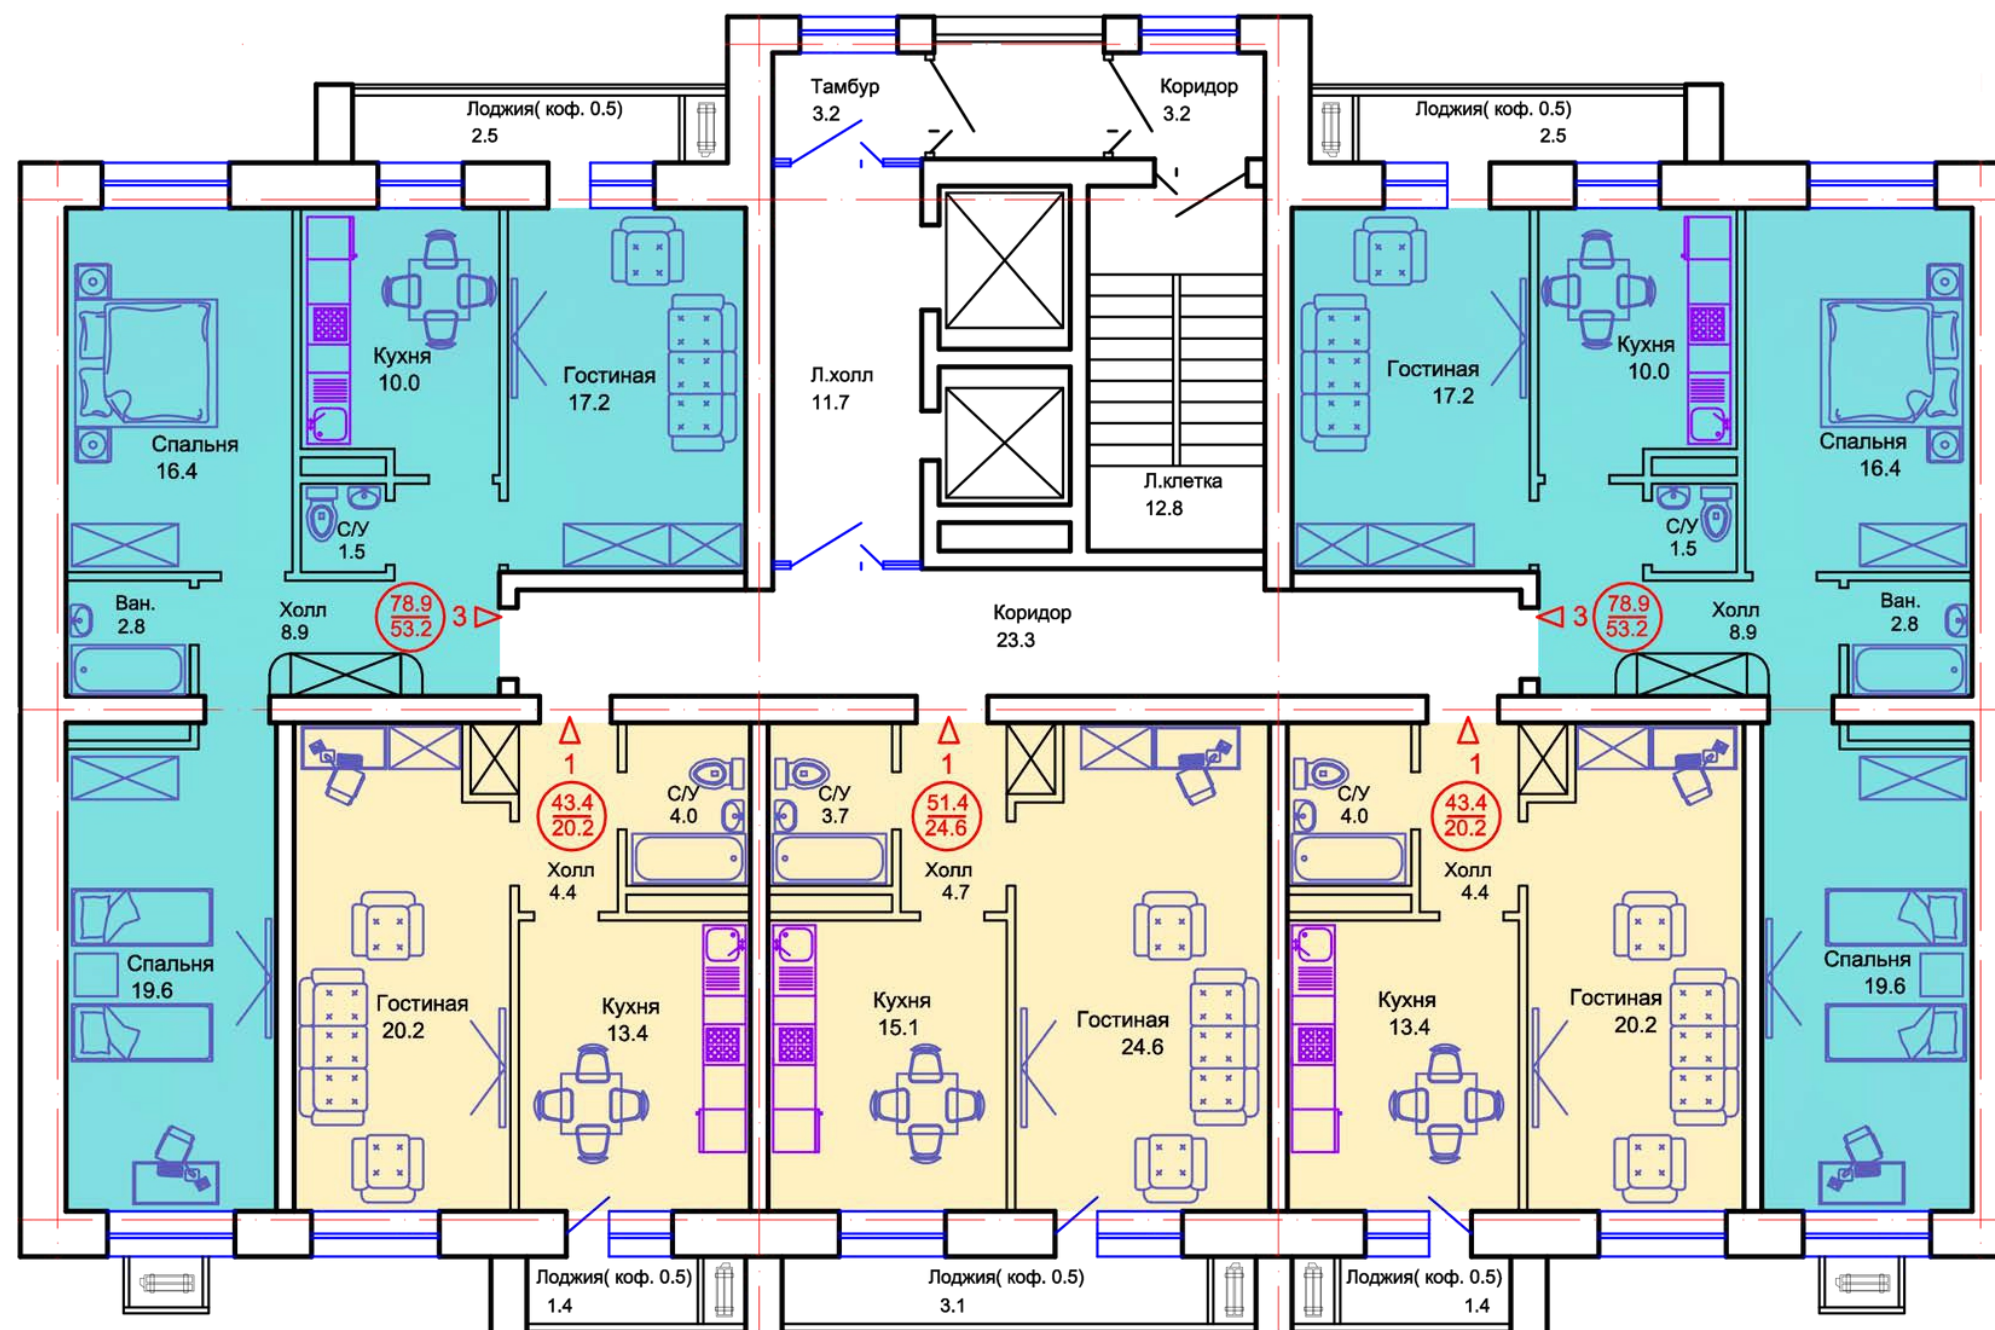 Тамбур
3.2
Коридор
3.2
Лоджия( коф. 0.5)
2.5
Лоджия( коф. 0.5)
2.5
Спальня
16.4
Кухня
10.0
Гостиная
17.2
Л.холл
11.7
Л.клетка
12.8
Гостиная
17.2
Кухня
10.0
Спальня
16.4
С/У
1.5
С/У
1.5
Ван.
2.8
Холл
8.9
78.9
53.2
3
Коридор
23.3
3
78.9
53.2
Холл
8.9
Ван.
2.8
1
43.4
20.2
С/У
4.0
С/У
3.7
1
51.4
24.6
С/У
4.0
1
43.4
20.2
Холл
4.4
Холл
4.7
Холл
4.4
Спальня
19.6
Гостиная
20.2
Кухня
13.4
Кухня
15.1
Гостиная
24.6
Кухня
13.4
Гостиная
20.2
Спальня
19.6
Лоджия( коф. 0.5)
1.4
Лоджия( коф. 0.5)
3.1
Лоджия( коф. 0.5)
1.4